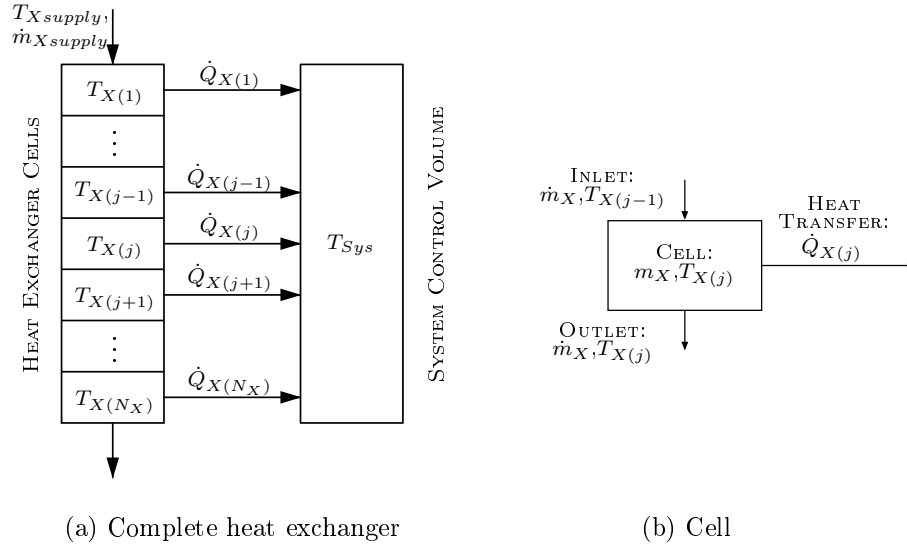 T_{Xsupply},
ṁ_{Xsupply}
HEAT EXCHANGER CELLS
T_{X(1)}
⋮
T_{X(j−1)}
T_{X(j)}
T_{X(j+1)}
⋮
T_{X(N_X)}
Q̇_{X(1)}
Q̇_{X(j−1)}
Q̇_{X(j)}
Q̇_{X(j+1)}
Q̇_{X(N_X)}
T_{Sys}
SYSTEM CONTROL VOLUME
(a) Complete heat exchanger
INLET:
ṁ_X,T_{X(j−1)}
CELL:
m_X,T_{X(j)}
HEAT
TRANSFER:
Q̇_{X(j)}
OUTLET:
ṁ_X,T_{X(j)}
(b) Cell